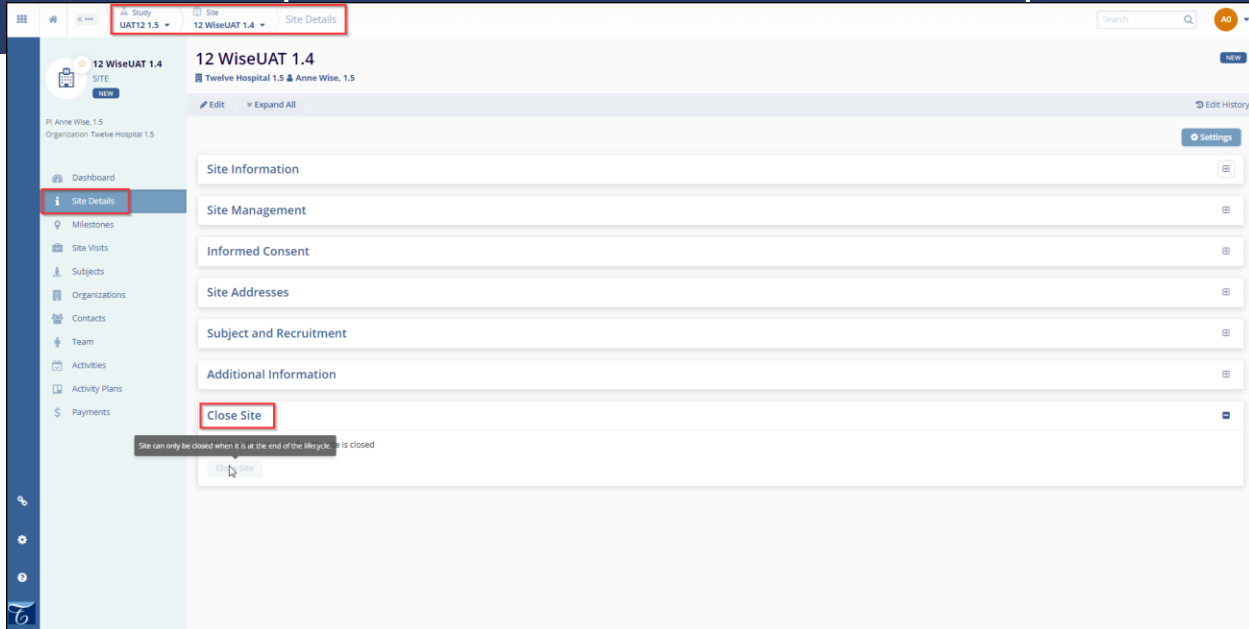 Study
UAT12 1.5
Site
12 WiseUAT 1.4
Site Details
Search
AO
12 WiseUAT 1.4
SITE
NEW
PI Anne Wise, 1.5
Organization Twelve Hospital 1.5
Dashboard
Site Details
Milestones
Site Visits
Subjects
Organizations
Contacts
Team
Activities
Activity Plans
Payments
12 WiseUAT 1.4
NEW
Twelve Hospital 1.5 Anne Wise, 1.5
Edit Expand All
Edit History
Settings
Site Information
Site Management
Informed Consent
Site Addresses
Subject and Recruitment
Additional Information
Close Site
Site can only be closed when it is at the end of the lifecycle.
is closed
Close Site